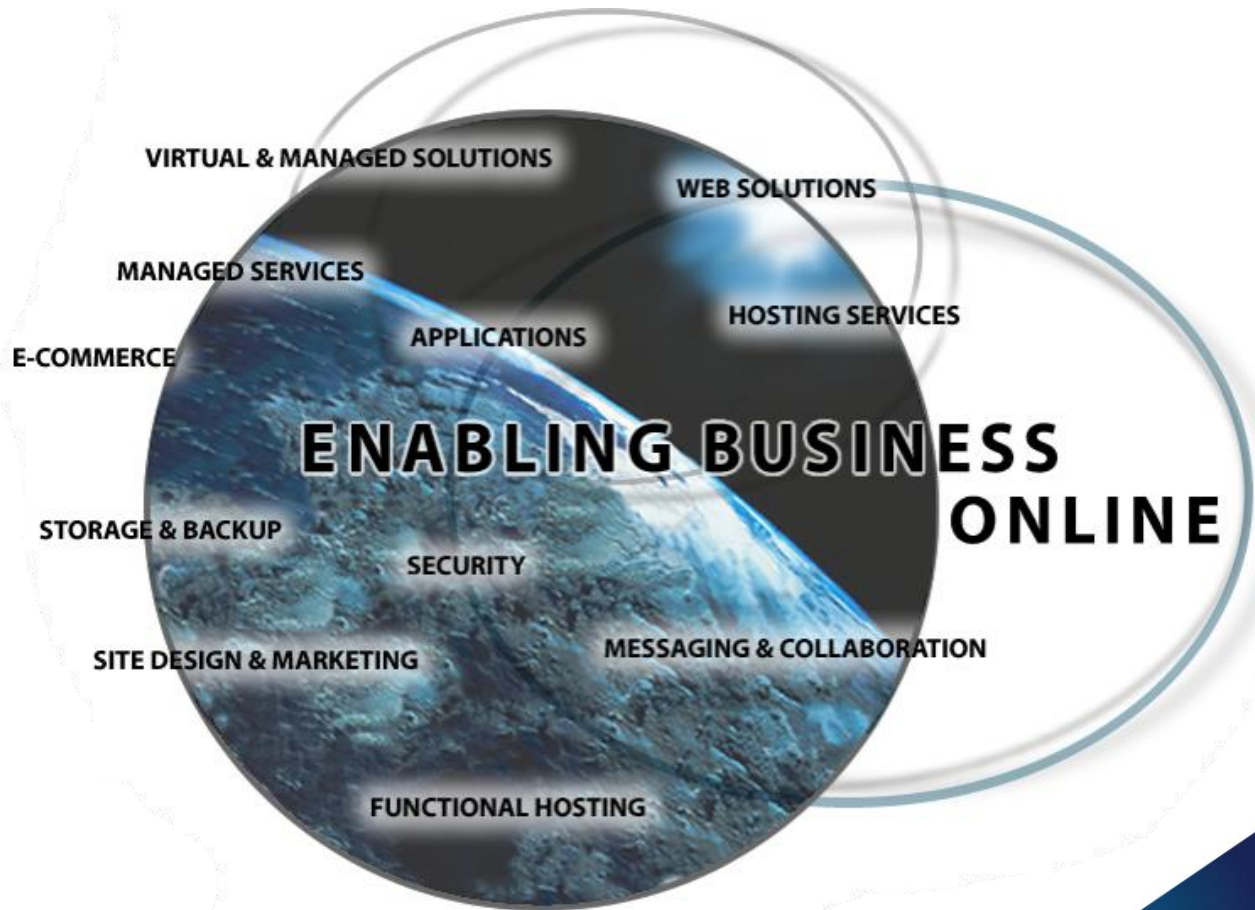 VIRTUAL & MANAGED SOLUTIONS
WEB SOLUTIONS
MANAGED SERVICES
HOSTING SERVICES
APPLICATIONS
E-COMMERCE
ENABLING BUSINESS
ONLINE
STORAGE & BACKUP
SECURITY
MESSAGING & COLLABORATION
SITE DESIGN & MARKETING
FUNCTIONAL HOSTING